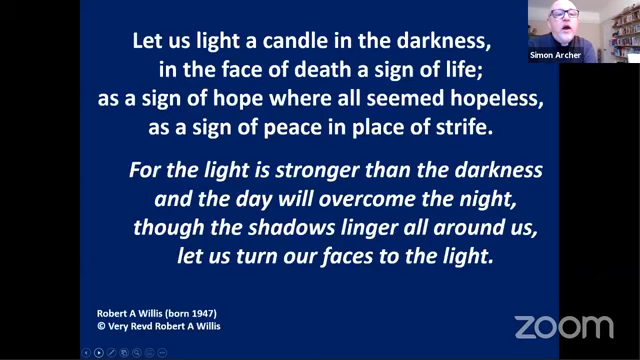 Let us light a candle in the darkness,
in the face of death a sign of life;
as a sign of hope where all seemed hopeless,
as a sign of peace in place of strife.
For the light is stronger than the darkness
and the day will overcome the night,
though the shadows linger all around us,
let us turn our faces to the light.
Robert A Willis (born 1947)
© Very Revd Robert A Willis
Simon Archer
zoom